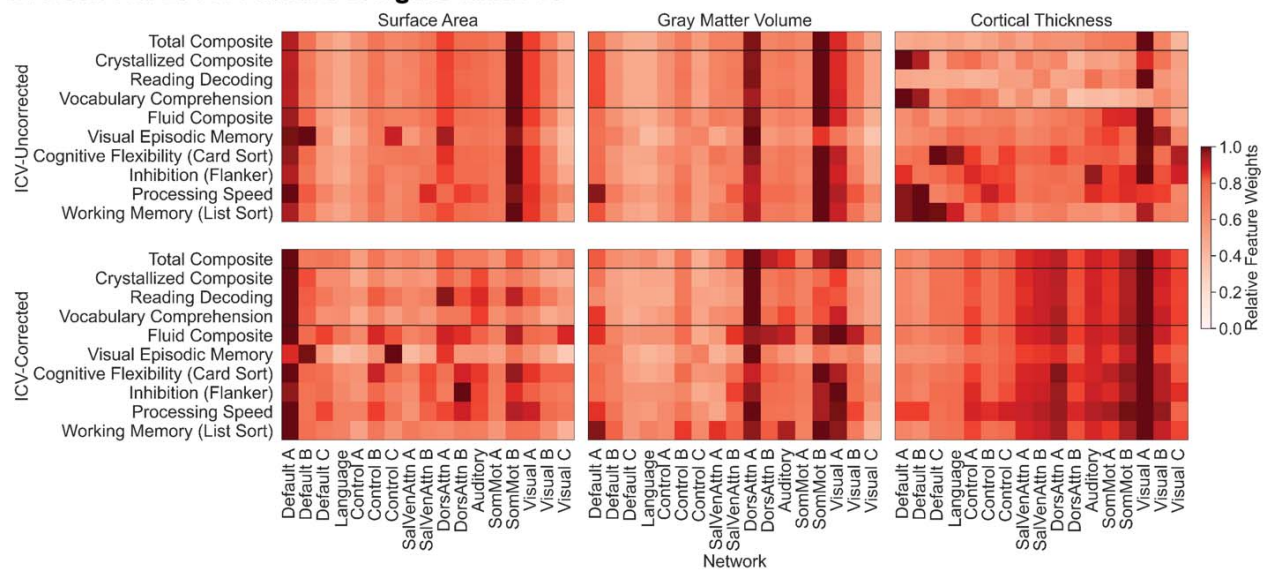 Surface Area
Gray Matter Volume
Cortical Thickness
ICV-Uncorrected
Total Composite
Crystallized Composite
Reading Decoding
Vocabulary Comprehension
Fluid Composite
Visual Episodic Memory
Cognitive Flexibility (Card Sort)
Inhibition (Flanker)
Processing Speed
Working Memory (List Sort)
1.0
0.8
0.6
0.4
0.2
0.0
Relative Feature Weights
ICV-Corrected
Total Composite
Crystallized Composite
Reading Decoding
Vocabulary Comprehension
Fluid Composite
Visual Episodic Memory
Cognitive Flexibility (Card Sort)
Inhibition (Flanker)
Processing Speed
Working Memory (List Sort)
Default A
Default B
Default C
Language
Control A
Control B
Control C
SalVenAttn A
SalVenAttn B
DorsAttn A
DorsAttn B
Auditory
SomMot A
SomMot B
Visual A
Visual B
Visual C
Default A
Default B
Default C
Language
Control A
Control B
Control C
SalVenAttn A
SalVenAttn B
DorsAttn A
DorsAttn B
Auditory
SomMot A
SomMot B
Visual A
Visual B
Visual C
Default A
Default B
Default C
Language
Control A
Control B
Control C
SalVenAttn A
SalVenAttn B
DorsAttn A
DorsAttn B
Auditory
SomMot A
SomMot B
Visual A
Visual B
Visual C
Network